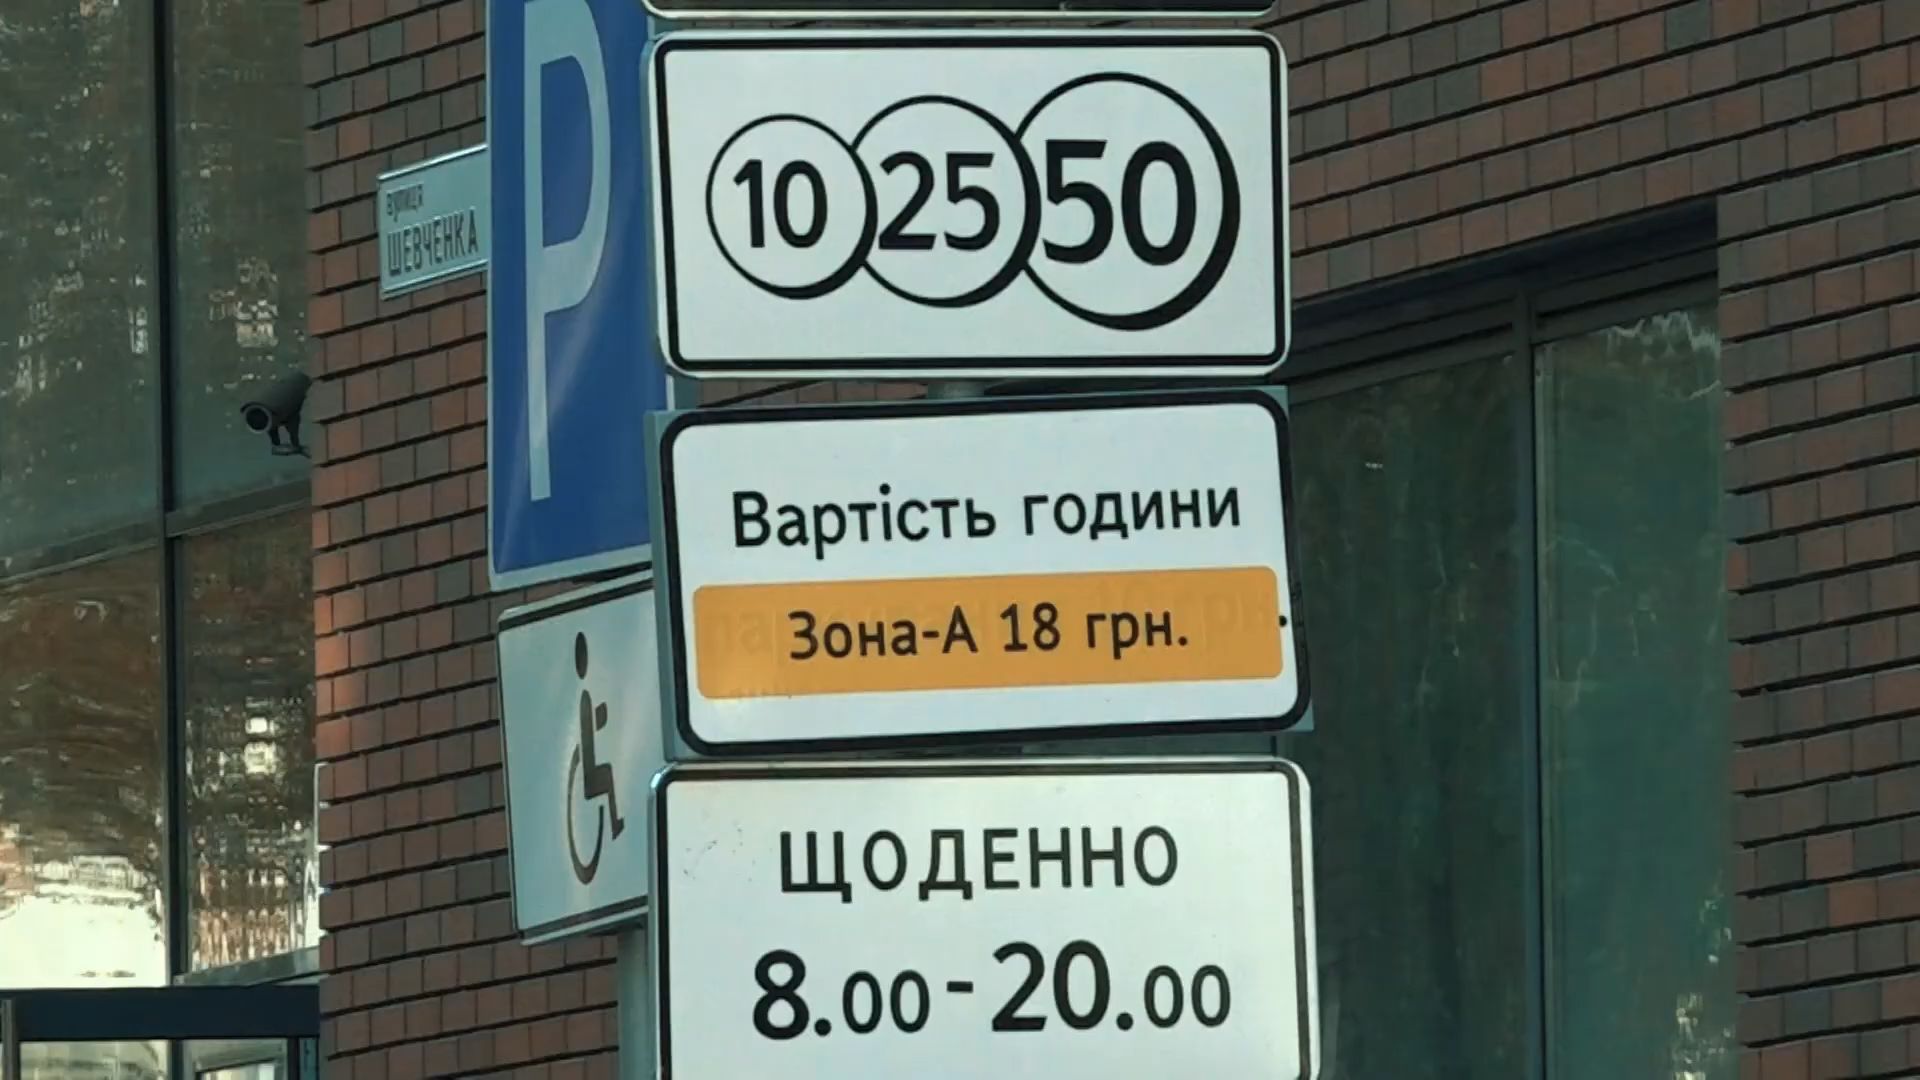 вулиця
ШЕВЧЕНКА
P
10 25 50
Вартість години
Зона-А 18 грн.
ЩОДЕННО
8.00 - 20.00